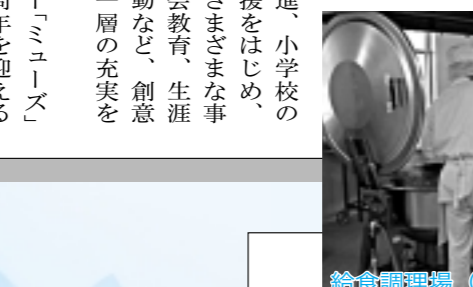 進、小学校の
援をはじめ、
さまざまな事
会教育、生涯
動など、創意
一層の充実を
ー「ミューズ」
周年を迎える
給食調理場（